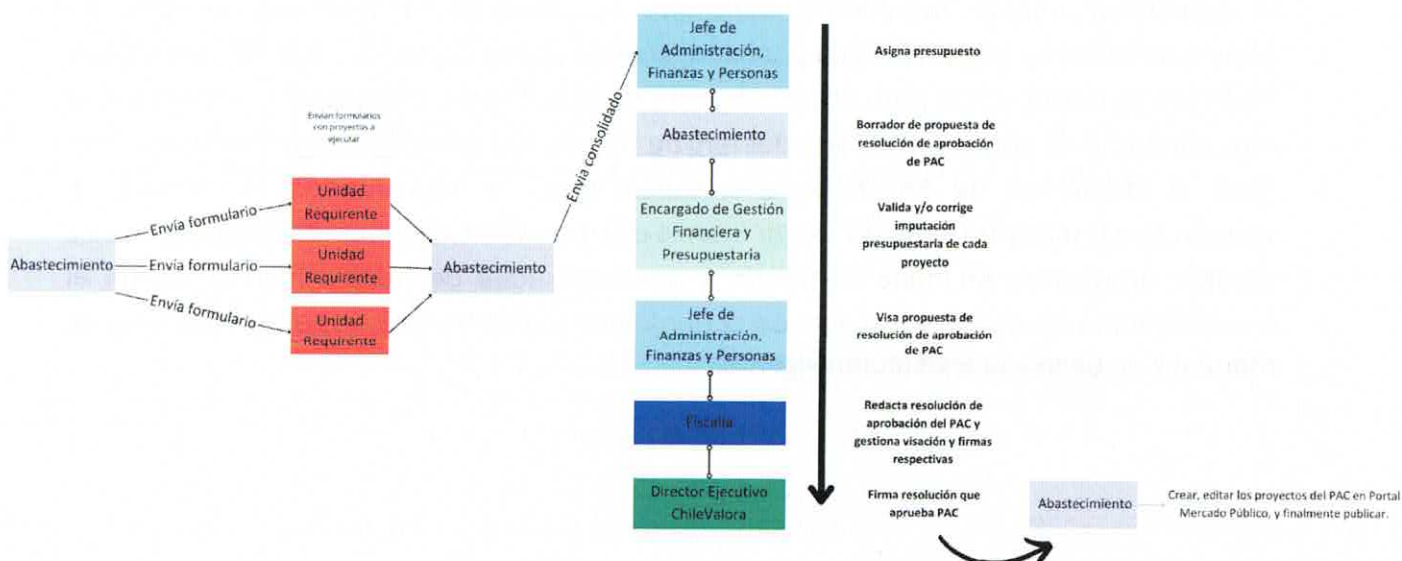 Abastecimiento
Envía formulario
Envía formulario
Envía formulario
Envían formularios
con proyectos a
ejecutar
Unidad
Requirente
Unidad
Requirente
Unidad
Requirente
Abastecimiento
Envía consolidado
Jefe de
Administración,
Finanzas y Personas
Asigna presupuesto
Abastecimiento
Borrador de propuesta de
resolución de aprobación
de PAC
Encargado de Gestión
Financiera y
Presupuestaria
Valida y/o corrige
imputación
presupuestaria de cada
proyecto
Jefe de
Administración,
Finanzas y Personas
Visa propuesta de
resolución de aprobación
de PAC
Fiscalía
Redacta resolución de
aprobación del PAC y
gestiona visación y firmas
respectivas
Director Ejecutivo
ChileValora
Firma resolución que
aprueba PAC
Abastecimiento
Crear, editar los proyectos del PAC en Portal
Mercado Público, y finalmente publicar.